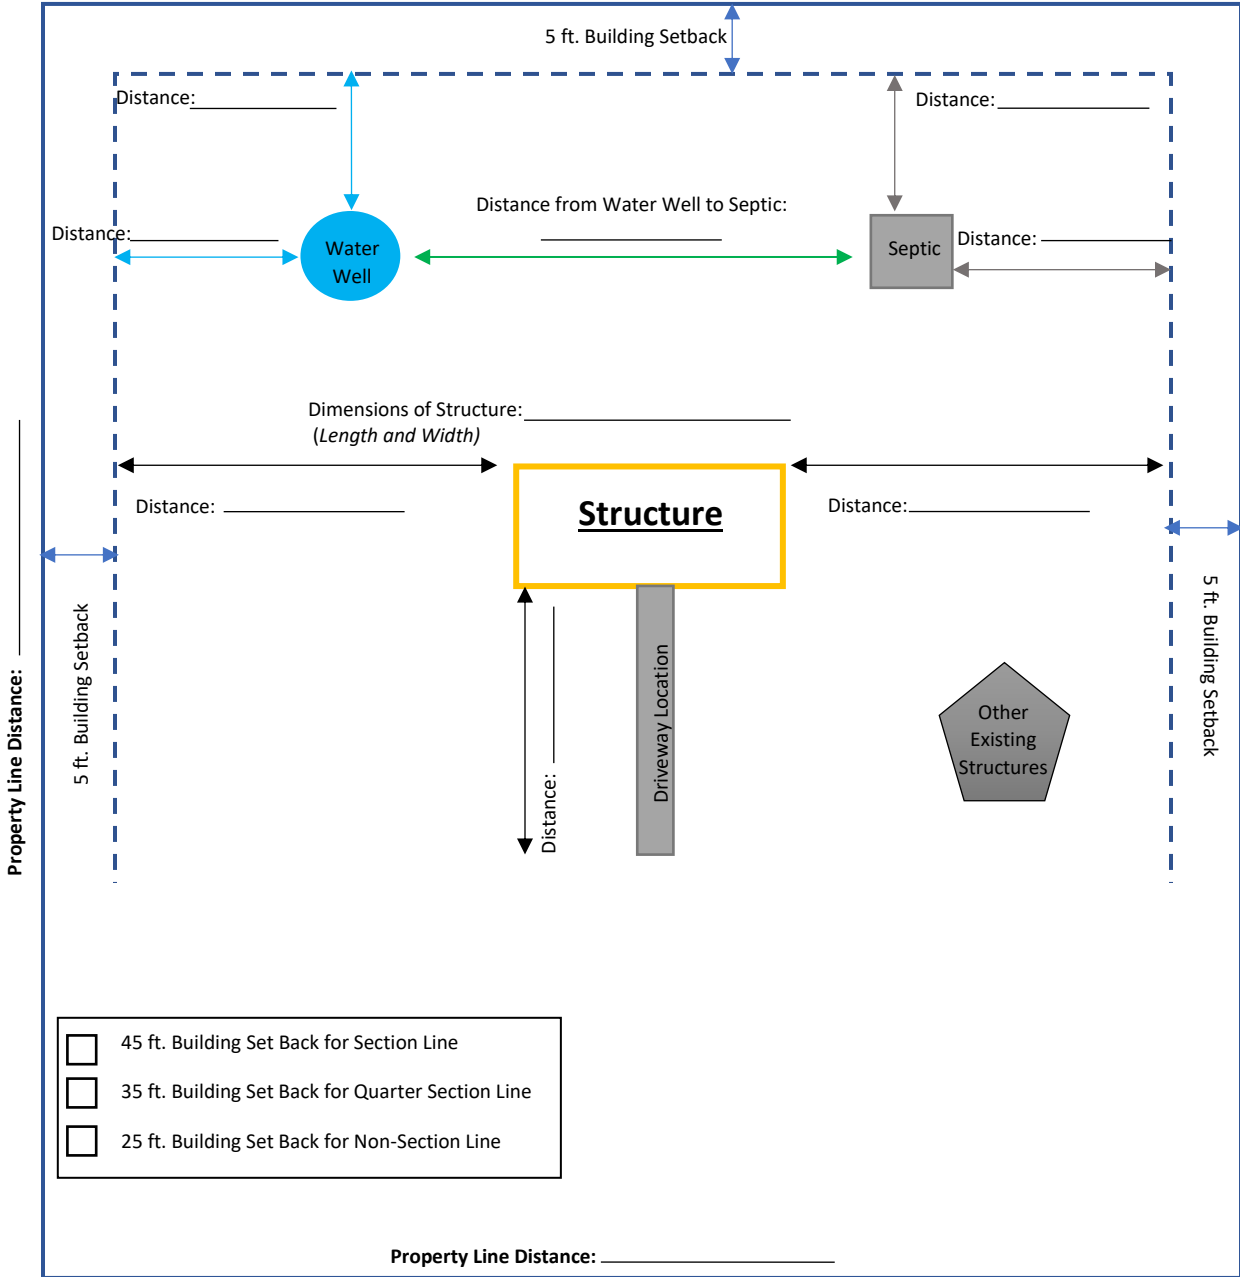 5 ft. Building Setback
Distance:
Distance:
Distance from Water Well to Septic:
Distance:
Water
Well
Septic
Distance:
Dimensions of Structure:
(Length and Width)
Distance:
Structure
Distance:
5 ft. Building Setback
5 ft. Building Setback
Property Line Distance:
Distance:
Driveway Location
Other
Existing
Structures
45 ft. Building Set Back for Section Line
35 ft. Building Set Back for Quarter Section Line
25 ft. Building Set Back for Non-Section Line
Property Line Distance: